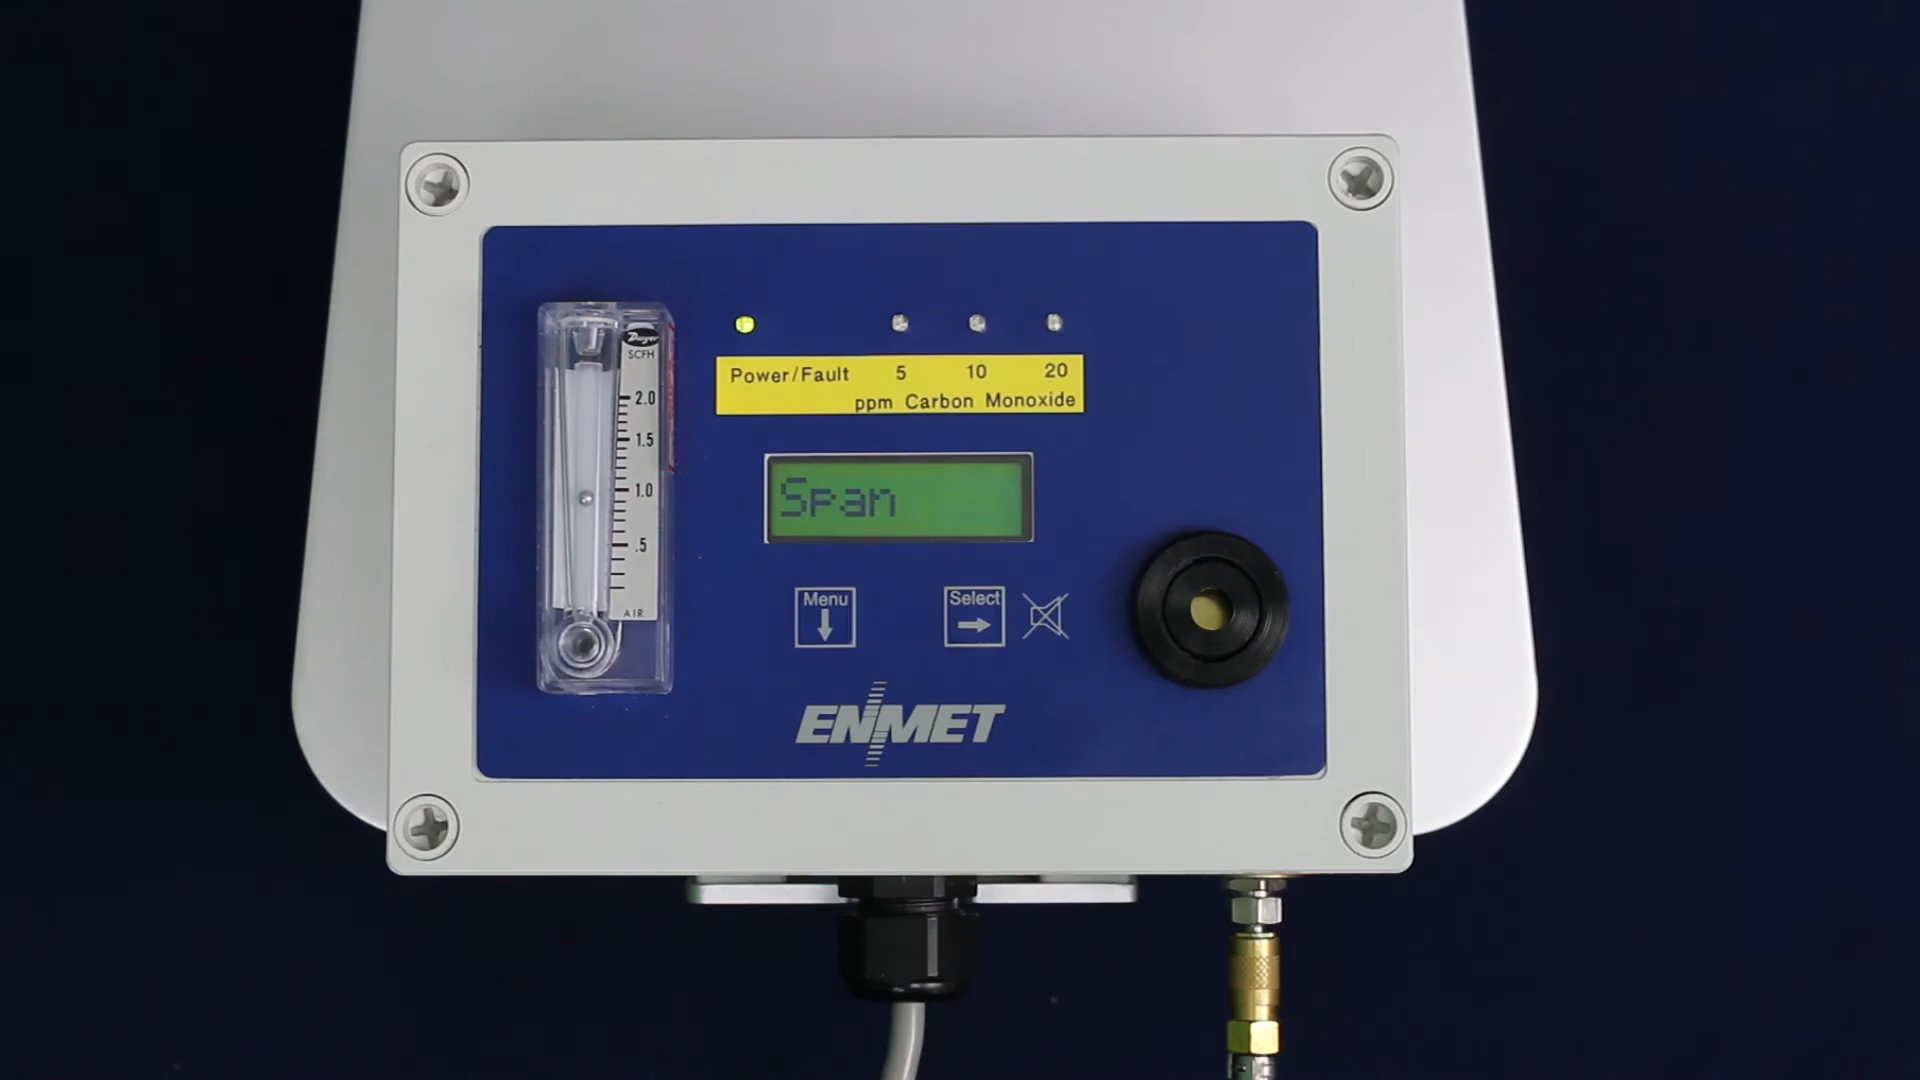 Dwyer
SCFH
2.0
1.5
1.0
.5
AIR
Power/Fault 5 10 20
ppm Carbon Monoxide
Span
Menu
Select
ENMET